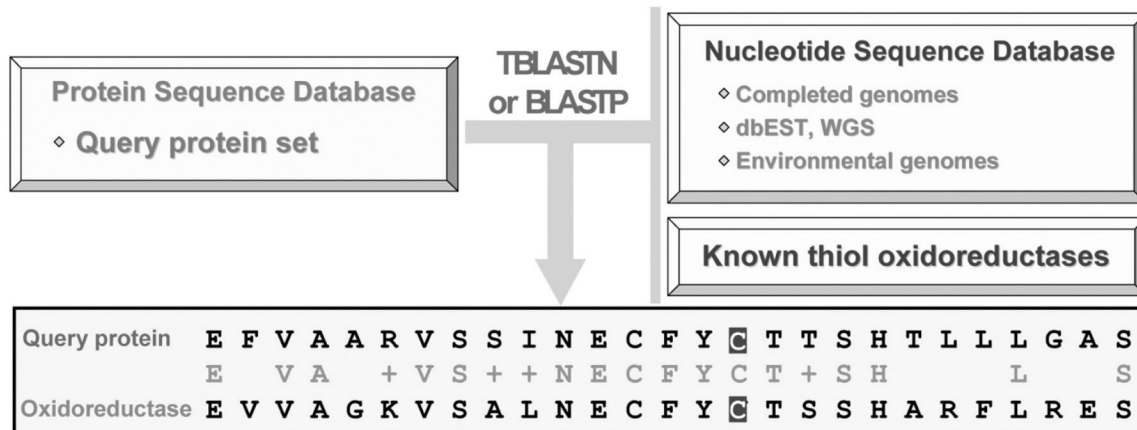 Protein Sequence Database
Query protein set
TBLASTN
or BLASTP
Nucleotide Sequence Database
Completed genomes
dbEST, WGS
Environmental genomes
Known thiol oxidoreductases
Query protein E F V A A R V S S I N E C F Y C T T S H T L L L G A S
E V A + V S + + N E C F Y C T + S H L S
Oxidoreductase E V V A G K V S A L N E C F Y C T S S H A R F L R E S